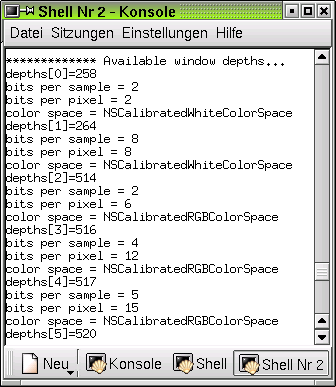 Shell Nr 2 - Konsole
Datei Sitzungen Einstellungen Hilfe
************* Available window depths...
depths[0]=258
bits per sample = 2
bits per pixel = 2
color space = NSCalibratedWhiteColorSpace
depths[1]=264
bits per sample = 8
bits per pixel = 8
color space = NSCalibratedWhiteColorSpace
depths[2]=514
bits per sample = 2
bits per pixel = 6
color space = NSCalibratedRGBColorSpace
depths[3]=516
bits per sample = 4
bits per pixel = 12
color space = NSCalibratedRGBColorSpace
depths[4]=517
bits per sample = 5
bits per pixel = 15
color space = NSCalibratedRGBColorSpace
depths[5]=520
Neu Konsole Shell Shell Nr 2